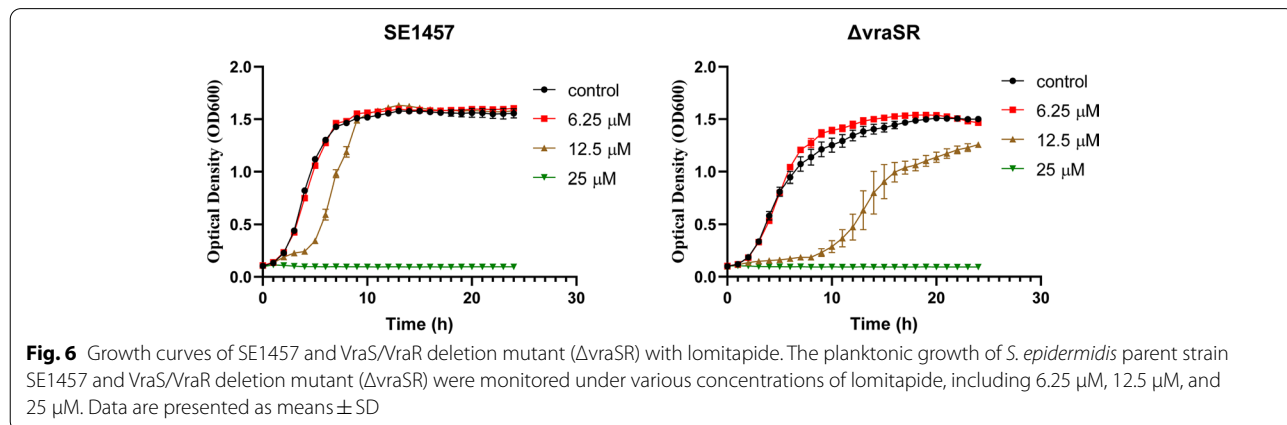 SE1457
Optical Density (OD600)
2.0
1.5
1.0
0.5
0.0
0
10
20
30
Time (h)
control
6.25 μM
12.5 μM
25 μM
ΔvraSR
Optical Density (OD600)
2.0
1.5
1.0
0.5
0.0
0
10
20
30
Time (h)
control
6.25 μM
12.5 μM
25 μM
Fig. 6 Growth curves of SE1457 and VraS/VraR deletion mutant (ΔvraSR) with lomitapide. The planktonic growth of S. epidermidis parent strain
SE1457 and VraS/VraR deletion mutant (ΔvraSR) were monitored under various concentrations of lomitapide, including 6.25 μM, 12.5 μM, and
25 μM. Data are presented as means ± SD